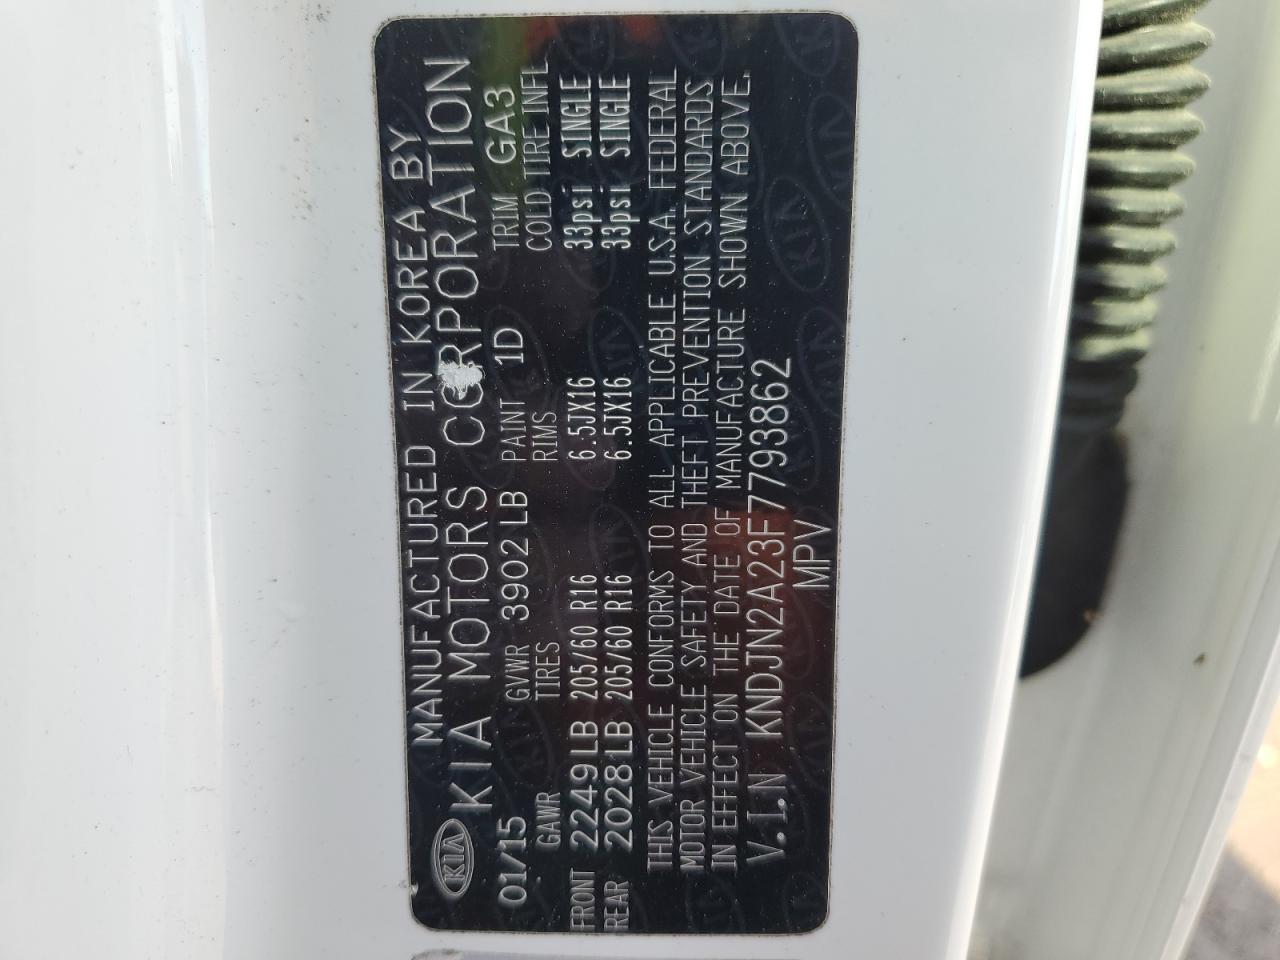 MANUFACTURED IN KOREA BY
KIA KIA MOTORS CORPORATION
01/15 GVWR 3902LB PAINT 1D TRIM GA3
GAWR TIRES RIMS COLD TIRE INFL
FRONT 2249LB 205/60 R16 6.5JX16 33psi SINGLE
REAR 2028LB 205/60 R16 6.5JX16 33psi SINGLE
THIS VEHICLE CONFORMS TO ALL APPLICABLE U.S.A. FEDERAL
MOTOR VEHICLE SAFETY AND THEFT PREVENTION STANDARDS
IN EFFECT ON THE DATE OF MANUFACTURE SHOWN ABOVE.
V.I.N KNDJN2A23F7793862
MPV